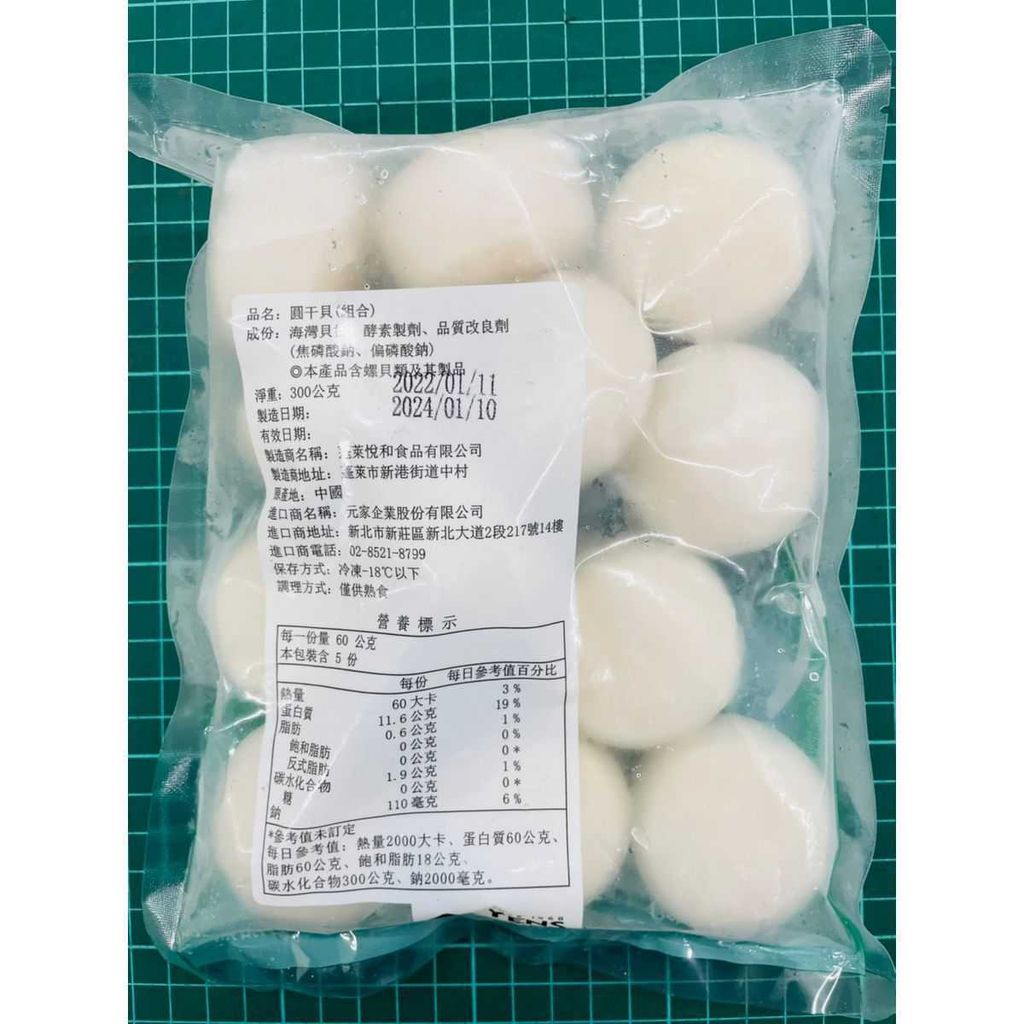 品名: 圓干貝(組合)
成份: 海灣貝 酵素製劑、品質改良劑
(焦磷酸鈉、偏磷酸鈉)
◎本產品含螺貝類及其製品
淨重: 300公克
2022/01/11
製造日期:
2024/01/10
有效日期:
製造商名稱: 蓬萊悅和食品有限公司
製造商地址: 蓬萊市新港街道中村
原產地: 中國
進口商名稱: 元家企業股份有限公司
進口商地址: 新北市新莊區新北大道2段217號14樓
進口商電話: 02-8521-8799
保存方式: 冷凍-18℃以下
調理方式: 僅供熟食
營養標示
每一份量 60 公克
本包裝含 5 份
每份 每日參考值百分比
熱量 60 大卡 3 %
蛋白質 11.6 公克 19 %
脂肪 0.6 公克 1 %
飽和脂肪 0 公克 0 %
反式脂肪 0 公克 0 *
碳水化合物 1.9 公克 1 %
糖 0 公克 0 *
鈉 110 毫克 6 %
*參考值未訂定
每日參考值: 熱量2000大卡、蛋白質60公克、
脂肪60公克、飽和脂肪18公克、
碳水化合物300公克、鈉2000毫克。